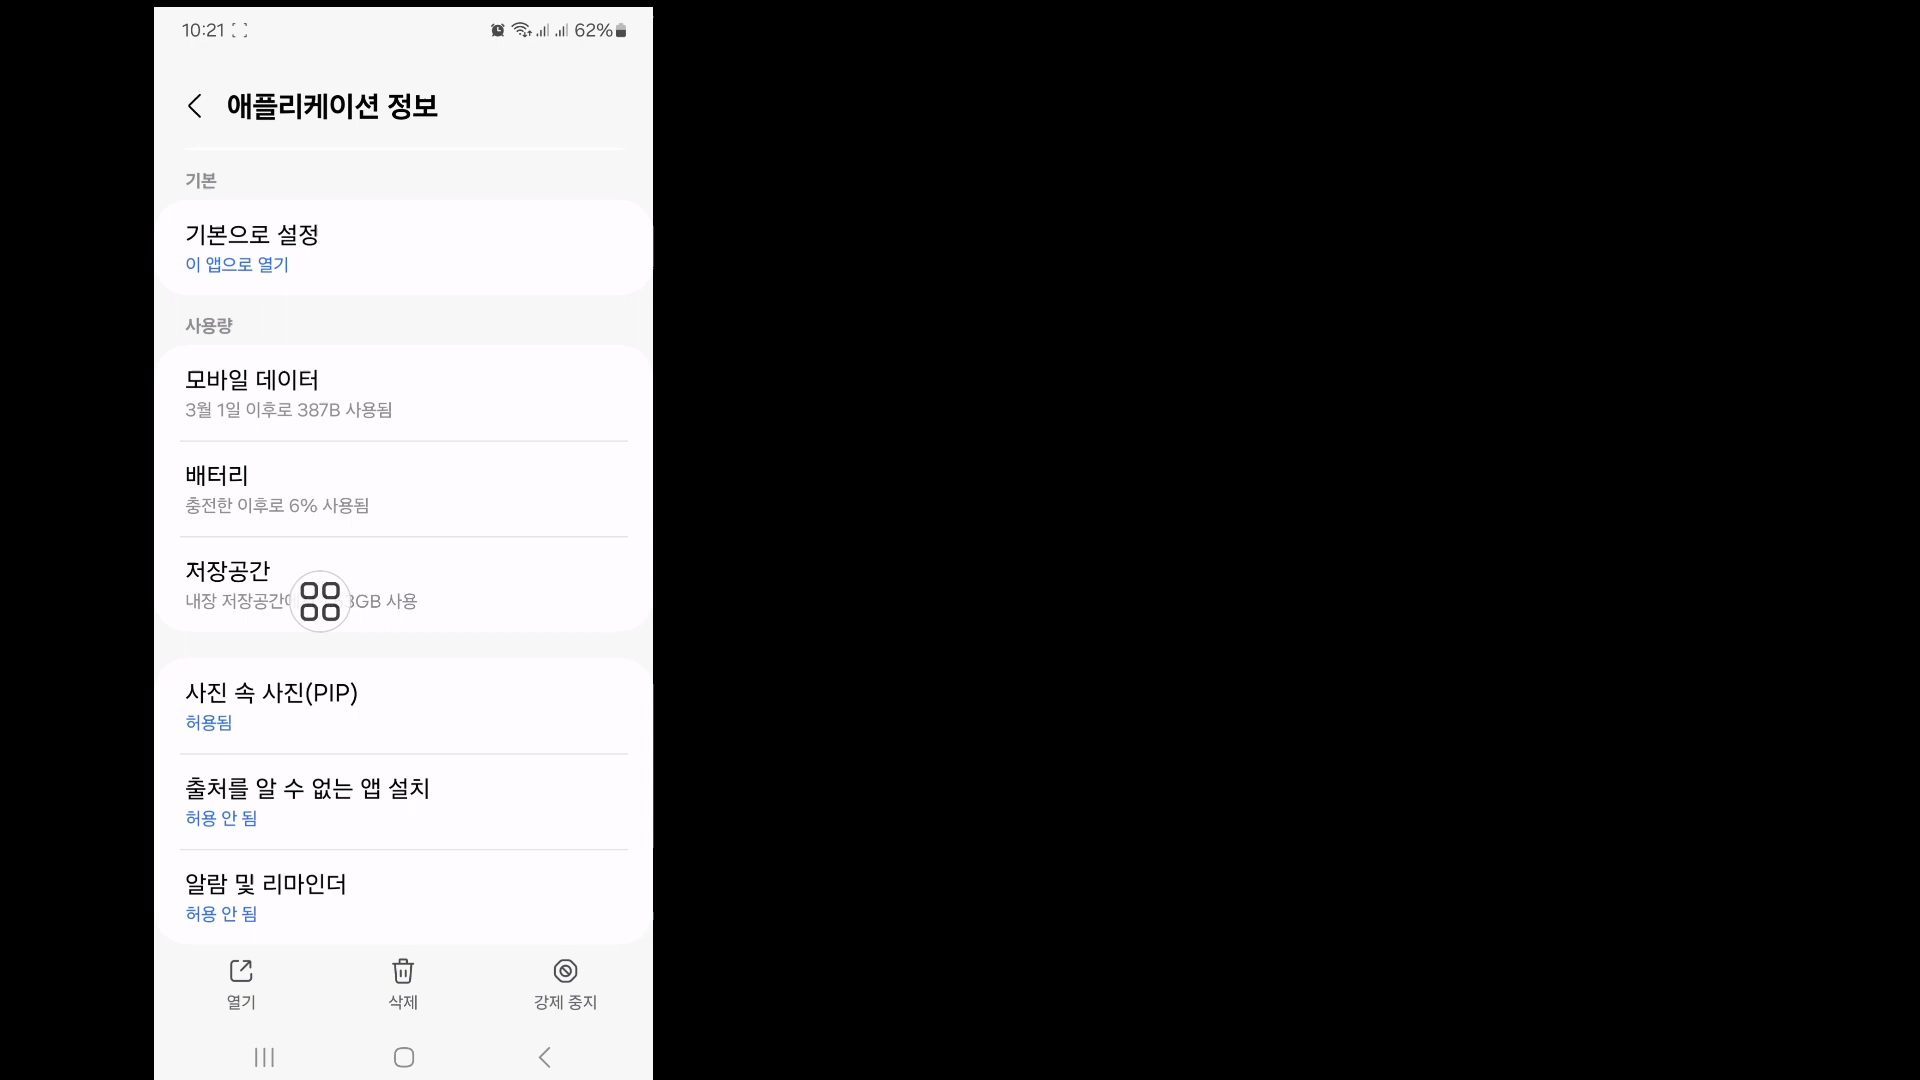 10:21
62%
애플리케이션 정보
기본
기본으로 설정
이 앱으로 열기
사용량
모바일 데이터
3월 1일 이후로 387B 사용됨
배터리
충전한 이후로 6% 사용됨
저장공간
내장 저장공간 사용
사진 속 사진(PIP)
허용됨
출처를 알 수 없는 앱 설치
허용 안 됨
알람 및 리마인더
허용 안 됨
열기
삭제
강제 중지